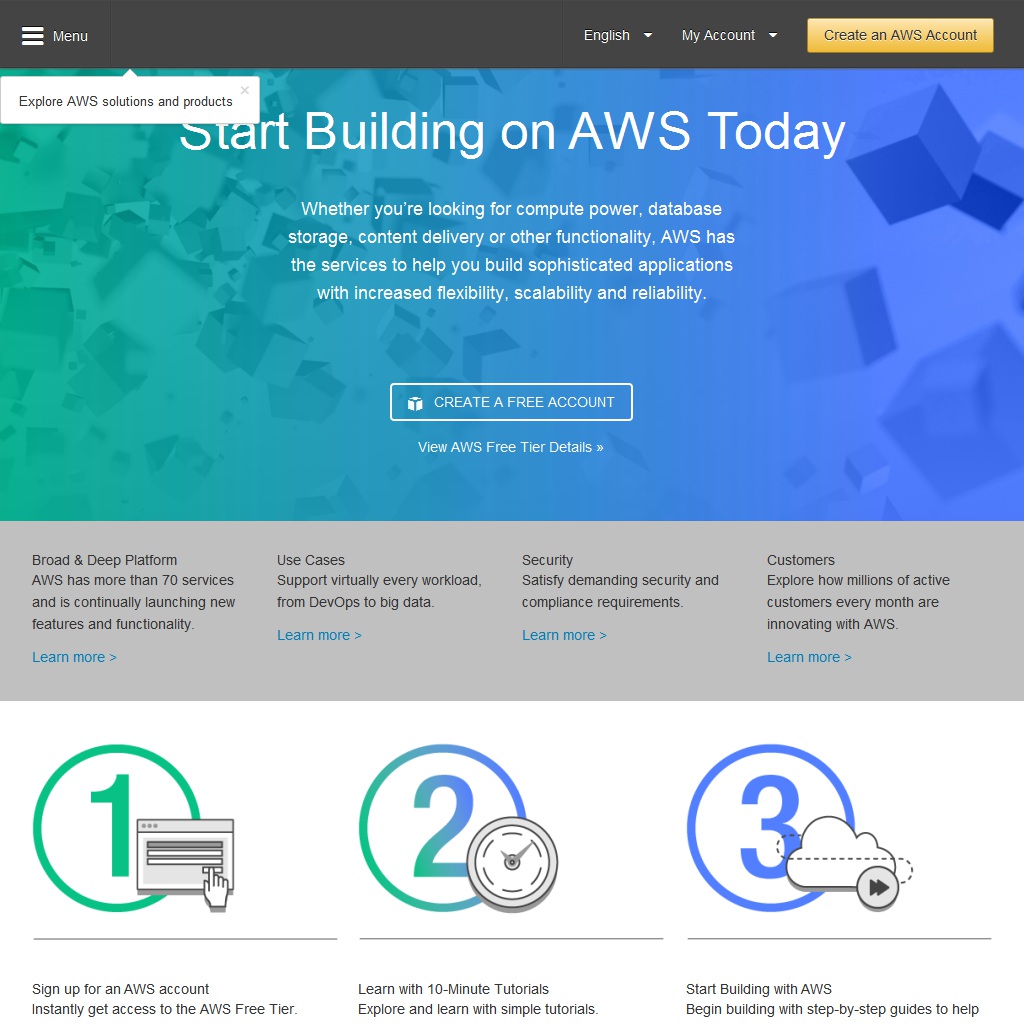 Menu
English
My Account
Create an AWS Account
Explore AWS solutions and products
×
Start Building on AWS Today
Whether you’re looking for compute power, database
storage, content delivery or other functionality, AWS has
the services to help you build sophisticated applications
with increased flexibility, scalability and reliability.
CREATE A FREE ACCOUNT
View AWS Free Tier Details »
Broad & Deep Platform
AWS has more than 70 services
and is continually launching new
features and functionality.
Learn more >
Use Cases
Support virtually every workload,
from DevOps to big data.
Learn more >
Security
Satisfy demanding security and
compliance requirements.
Learn more >
Customers
Explore how millions of active
customers every month are
innovating with AWS.
Learn more >
1
2
3
Sign up for an AWS account
Instantly get access to the AWS Free Tier.
Learn with 10-Minute Tutorials
Explore and learn with simple tutorials.
Start Building with AWS
Begin building with step-by-step guides to help